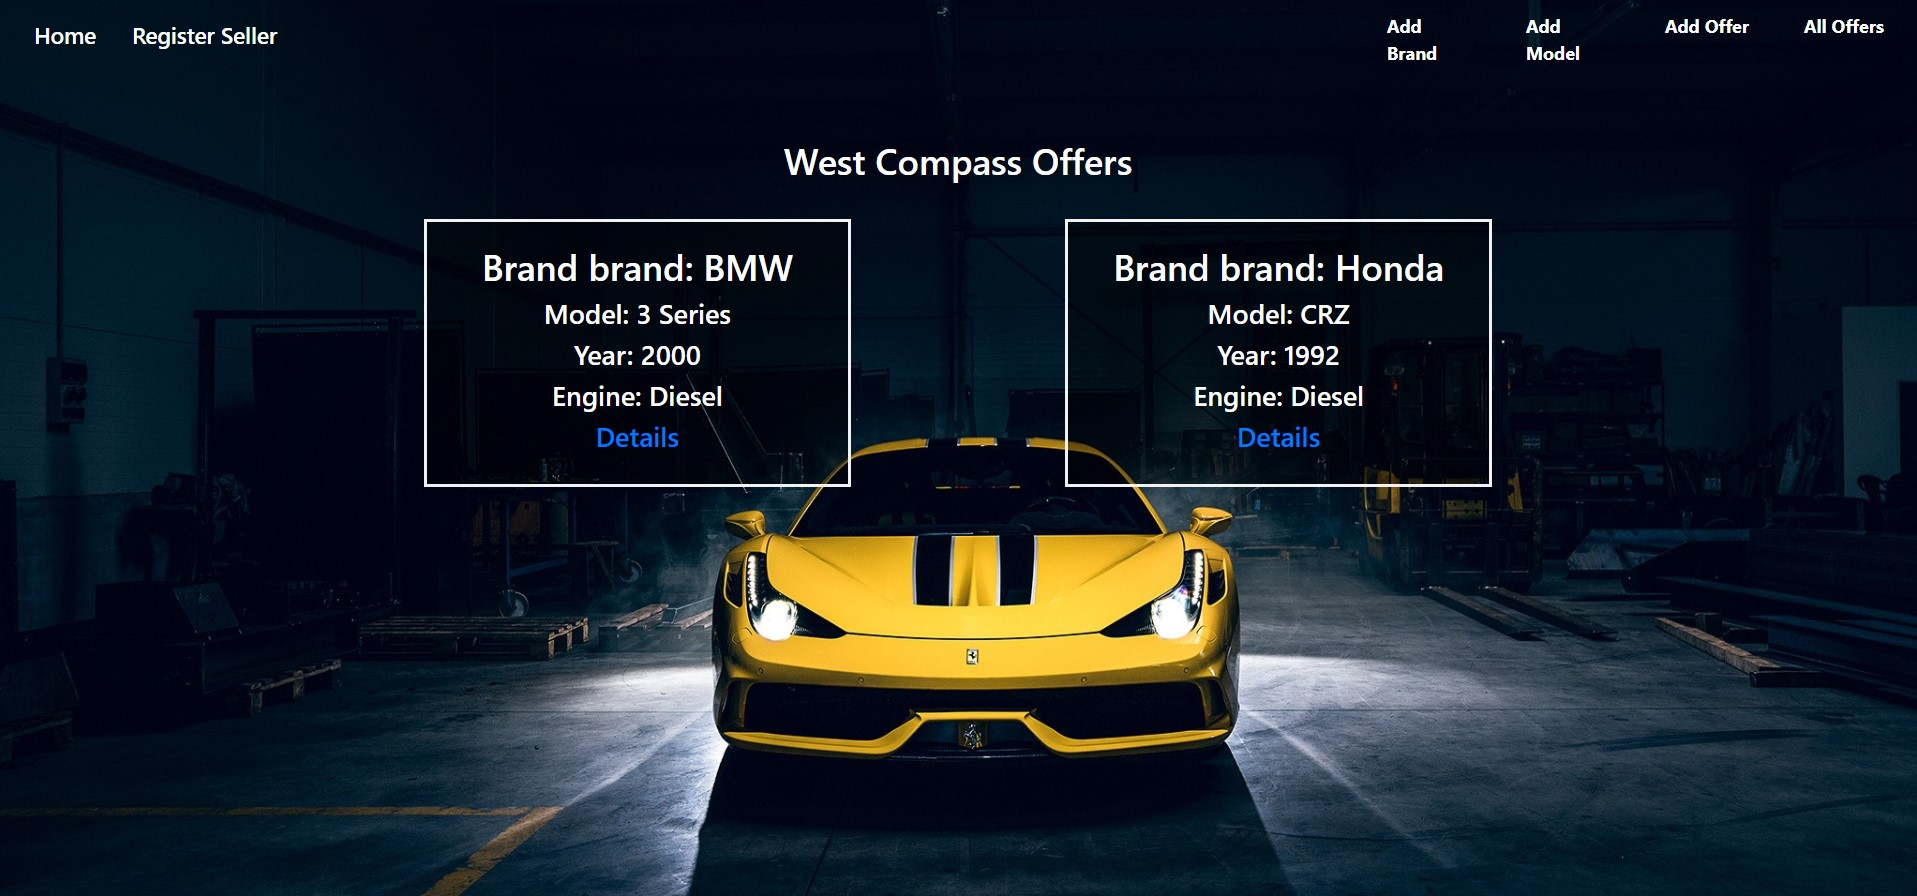 Home
Register Seller
Add
Brand
Add
Model
Add Offer
All Offers
West Compass Offers
Brand brand: BMW
Model: 3 Series
Year: 2000
Engine: Diesel
Details
Brand brand: Honda
Model: CRZ
Year: 1992
Engine: Diesel
Details